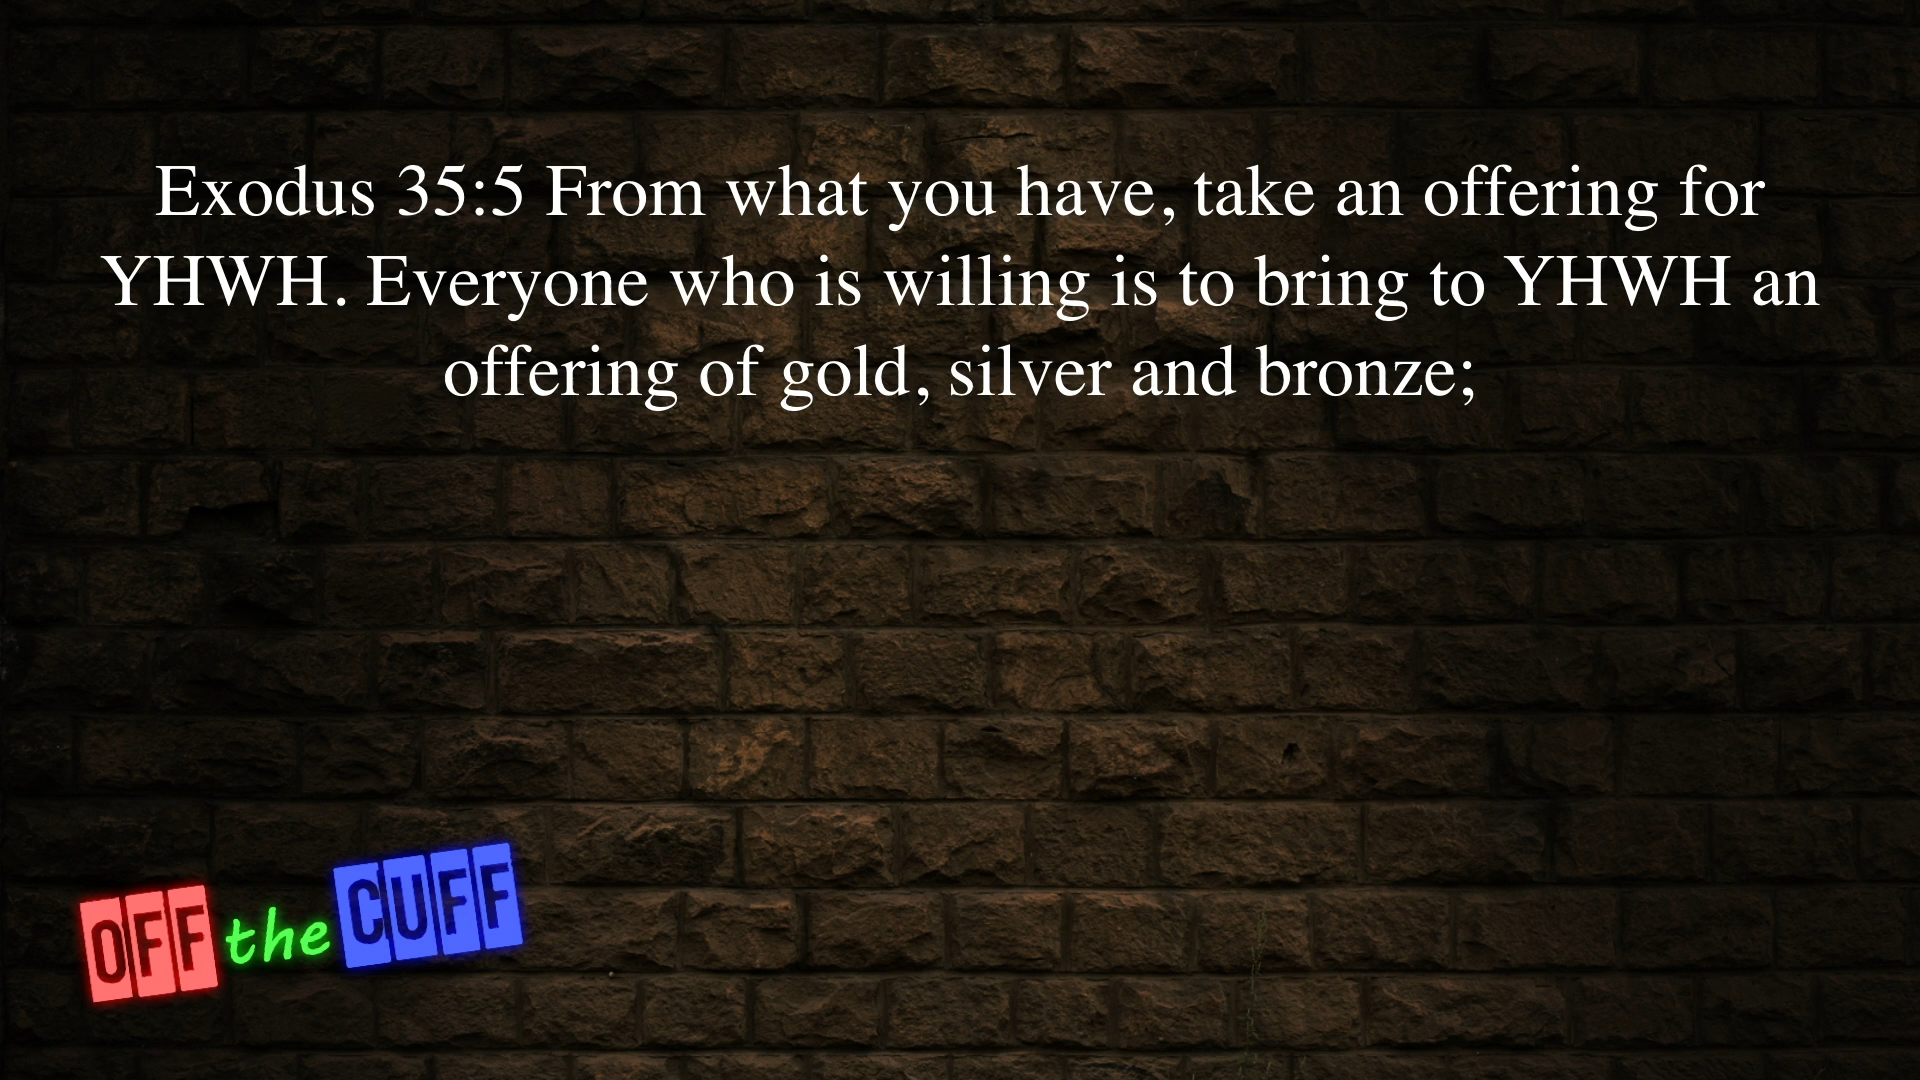 Exodus 35:5 From what you have, take an offering for
YHWH. Everyone who is willing is to bring to YHWH an
offering of gold, silver and bronze;
OFF the CUFF